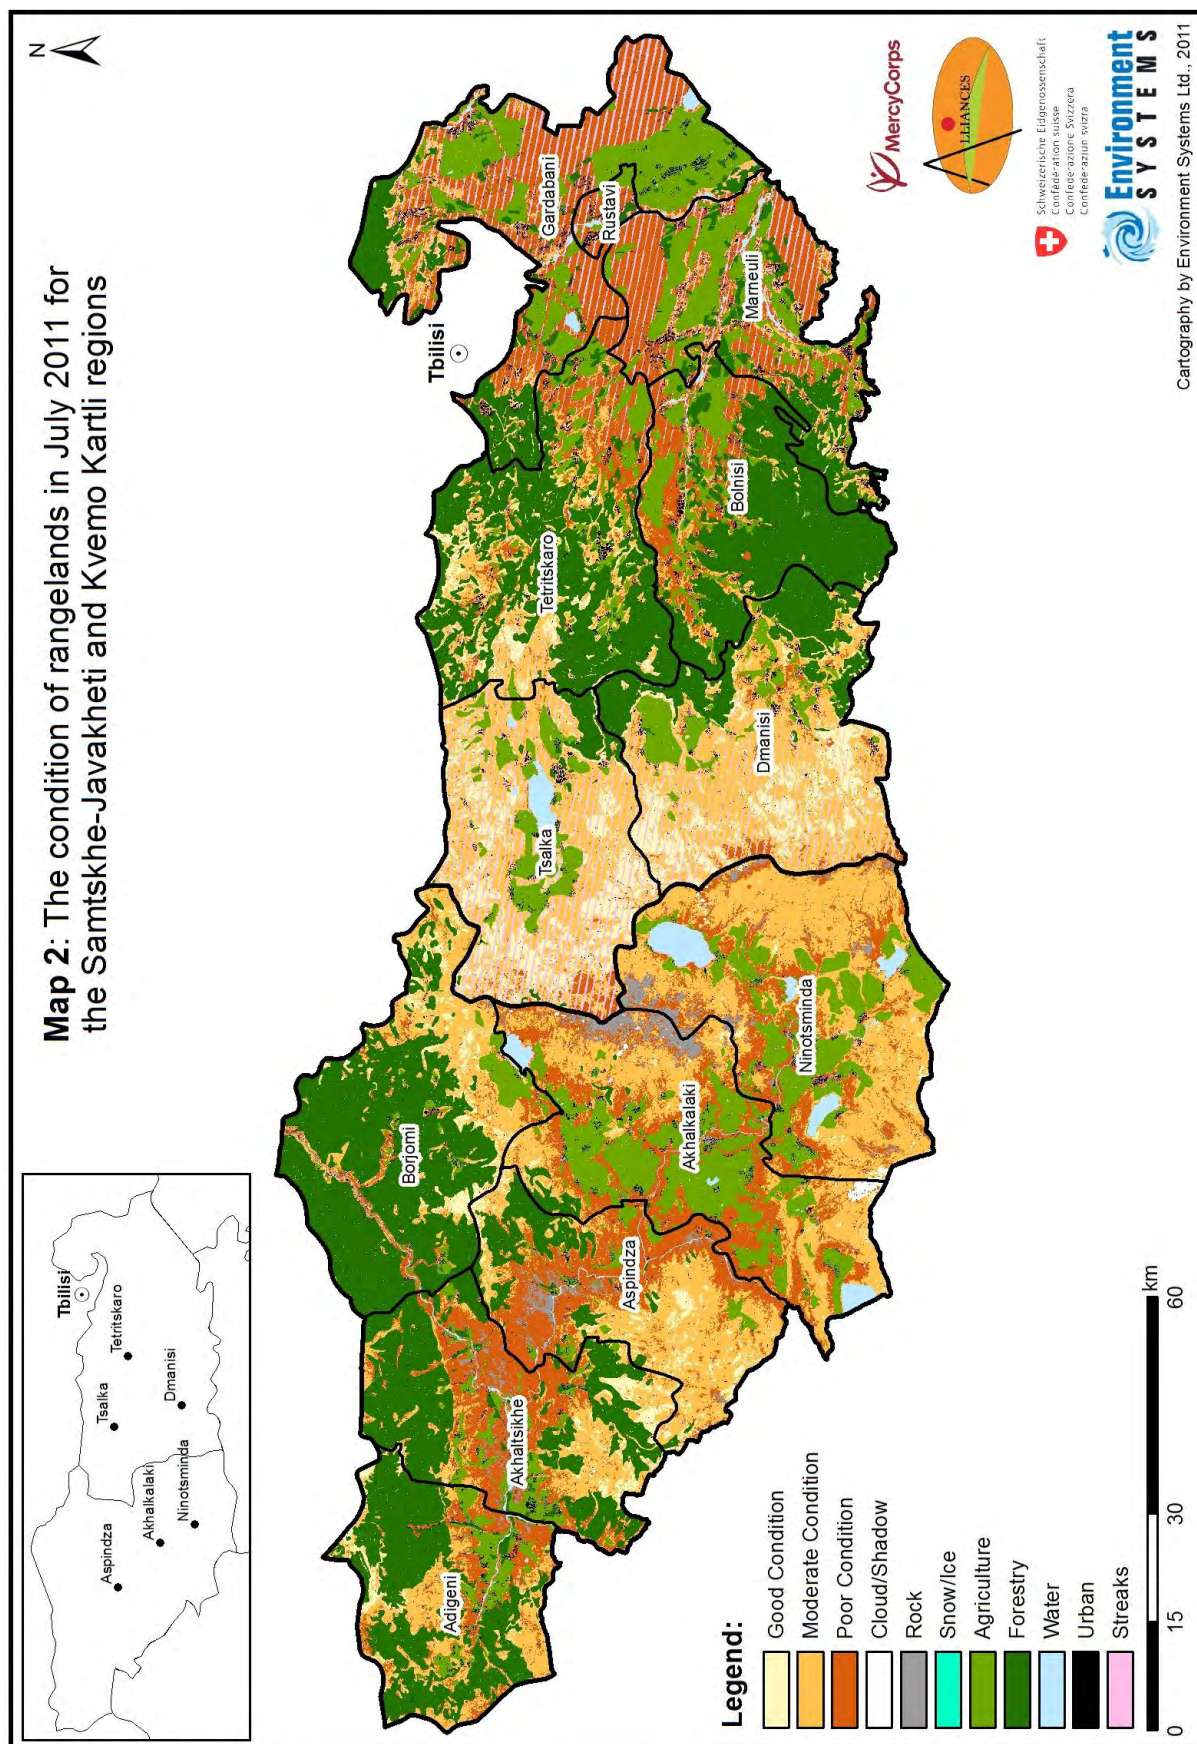 Map 2: The condition of rangelands in July 2011 for
the Samtskhe-Javakheti and Kvemo Kartli regions
N
Tbilisi
Tetritskaro
Tsalka
Dmanisi
Aspindza
Akhalkalaki
Ninotsminda
Tbilisi
Gardabani
Rustavi
Marneuli
Bolnisi
Tetritskaro
Tsalka
Dmanisi
Borjomi
Akhalkalaki
Ninotsminda
Aspindza
Akhaltsikhe
Adigeni
Legend:
Good Condition
Moderate Condition
Poor Condition
Cloud/Shadow
Rock
Snow/Ice
Agriculture
Forestry
Water
Urban
Streaks
0 15 30 60
km
MercyCorps
ALLIANCES
Schweizerische Eidgenossenschaft
Confédération suisse
Confederazione Svizzera
Confederaziun svizra
Environment
SYSTEMS
Cartography by Environment Systems Ltd., 2011